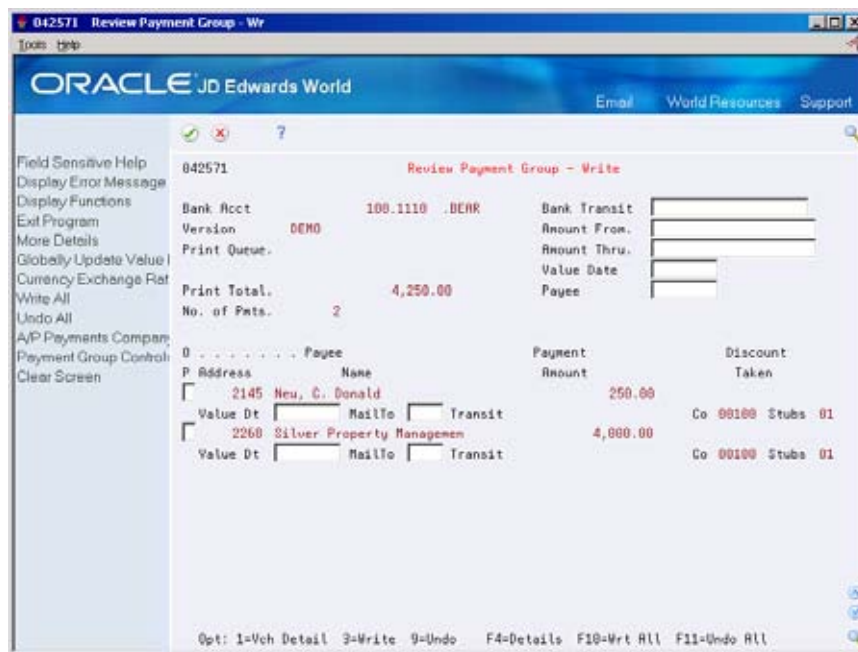 042571 Review Payment Group - Wr
Tools Help
ORACLE JD Edwards World
Email World Resources Support
?
Field Sensitive Help
Display Error Message
Display Functions
Exit Program
More Details
Globally Update Value
Currency Exchange Rat
Write All
Undo All
A/P Payments Company
Payment Group Controls
Clear Screen
042571 Review Payment Group - Write
Bank Acct 100.1110 .BEAR Bank Transit
Version DEMO Amount From.
Print Queue. Amount Thru.
Value Date
Print Total. 4,250.00 Payee
No. of Pmts. 2
O . . . . . . . Payee Payment Discount
P Address Name Amount Taken
2145 Neu, C. Donald 250.00
Value Dt MailTo Transit Co 00100 Stubs 01
2260 Silver Property Managemen 4,000.00
Value Dt MailTo Transit Co 00100 Stubs 01
Opt: 1=Vch Detail 3=Write 9=Undo F4=Details F10=Wrt All F11=Undo All